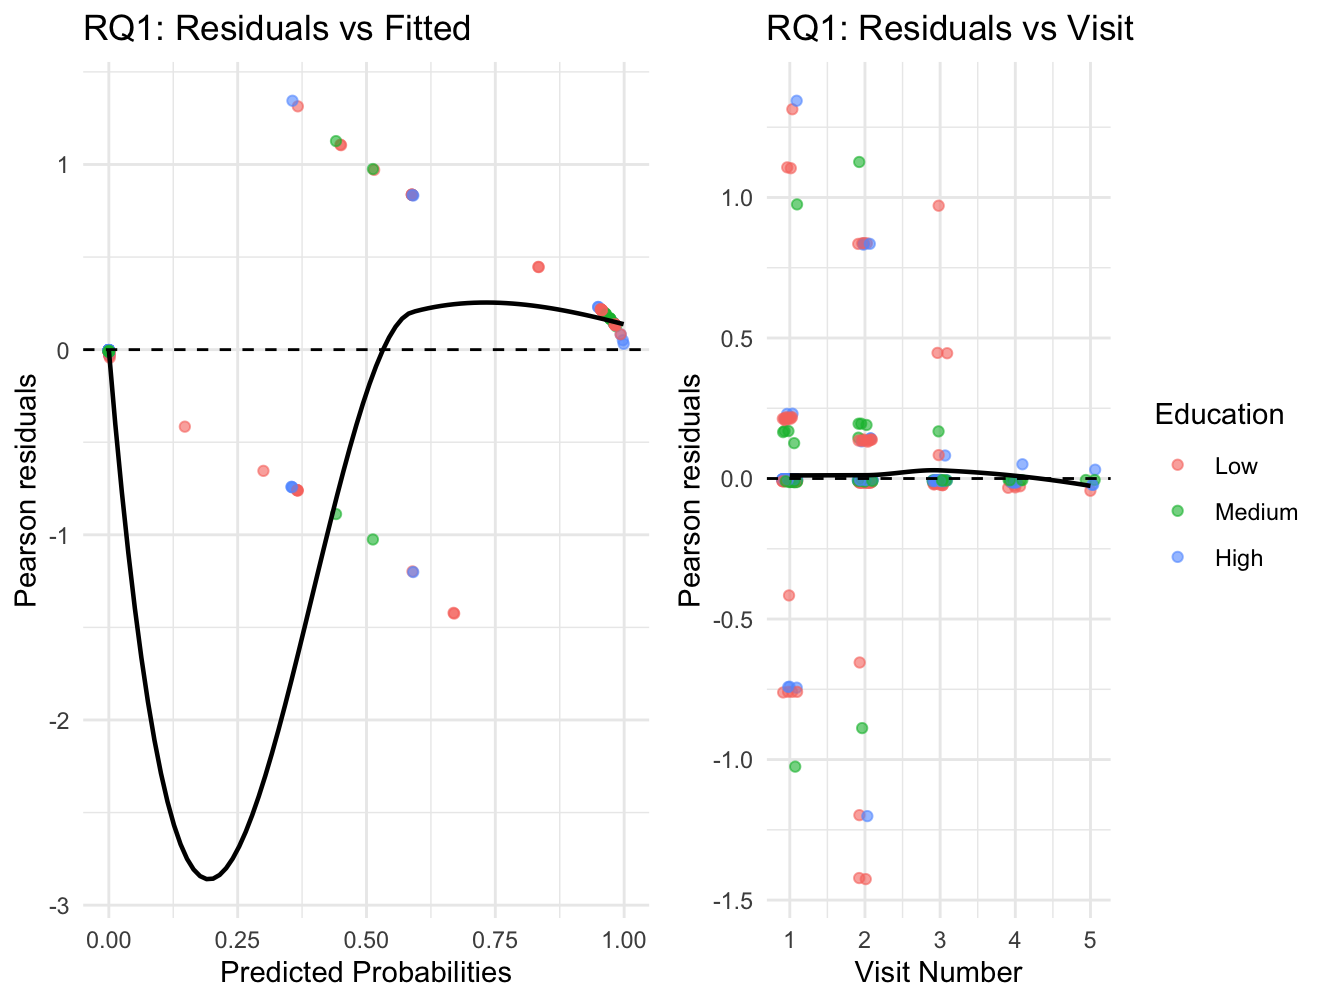 RQ1: Residuals vs Fitted
1
0
-1
-2
-3
Pearson residuals
0.00 0.25 0.50 0.75 1.00
Predicted Probabilities
RQ1: Residuals vs Visit
1.0
0.5
0.0
-0.5
-1.0
-1.5
Pearson residuals
1 2 3 4 5
Visit Number
Education
Low
Medium
High